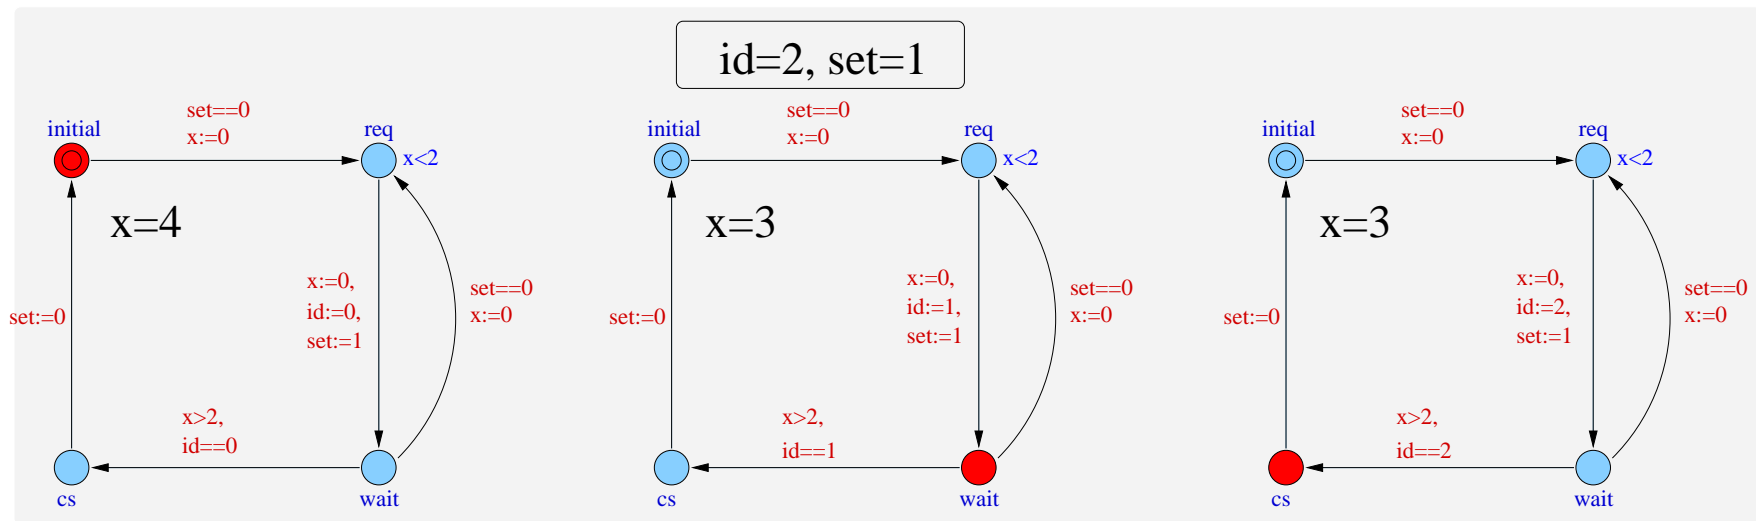 id=2, set=1
initial
set==0
x:=0
req
x<2
x=4
x:=0,
id:=0,
set:=1
set==0
x:=0
set:=0
x>2,
id==0
cs
wait
initial
set==0
x:=0
req
x<2
x=3
x:=0,
id:=1,
set:=1
set==0
x:=0
set:=0
x>2,
id==1
cs
wait
initial
set==0
x:=0
req
x<2
x=3
x:=0,
id:=2,
set:=1
set==0
x:=0
set:=0
x>2,
id==2
cs
wait